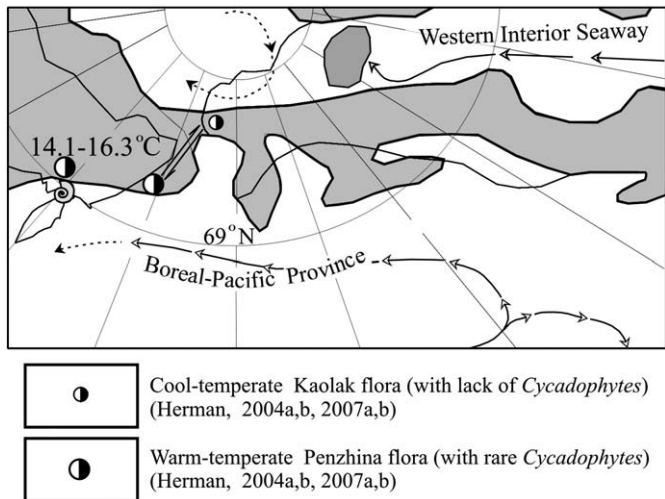 Western Interior Seaway
14.1-16.3°C
69°N
Boreal-Pacific Province
Cool-temperate Kaolak flora (with lack of Cycadophytes)
(Herman, 2004a,b, 2007a,b)
Warm-temperate Penzhina flora (with rare Cycadophytes)
(Herman, 2004a,b, 2007a,b)